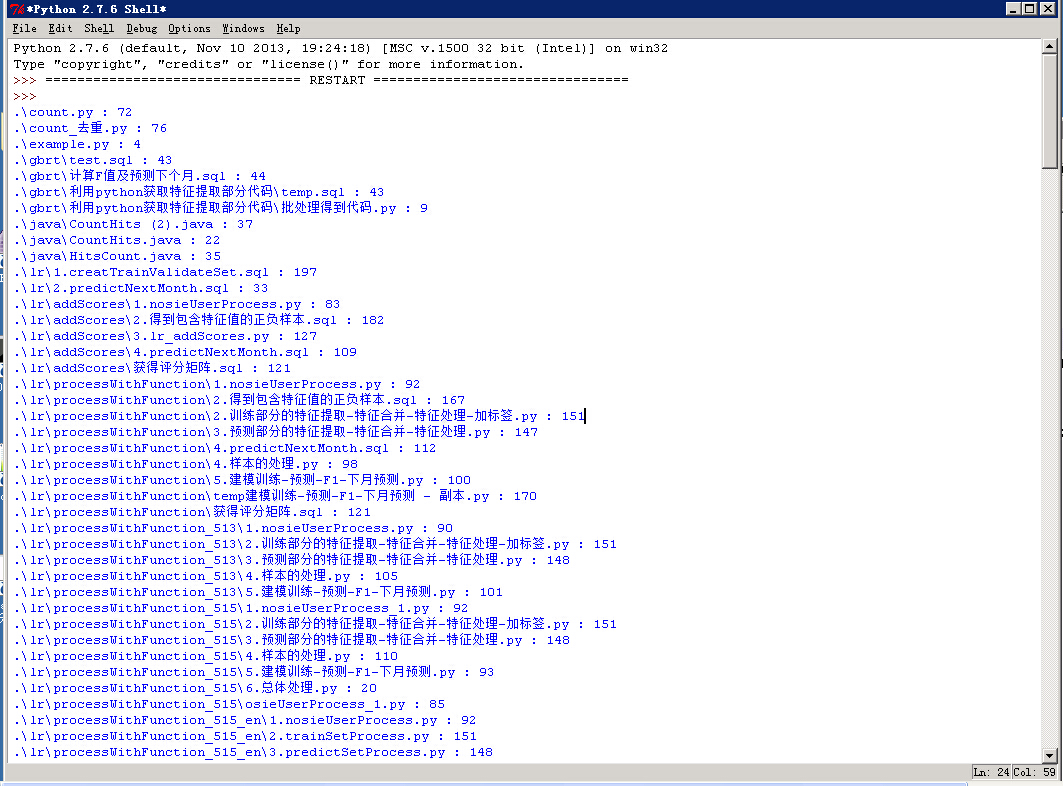 *Python 2.7.6 Shell*
File Edit Shell Debug Options Windows Help
Python 2.7.6 (default, Nov 10 2013, 19:24:18) [MSC v.1500 32 bit (Intel)] on win32
Type "copyright", "credits" or "license()" for more information.
>>> ================================ RESTART ================================
>>>
.\count.py : 72
.\count_去重.py : 76
.\example.py : 4
.\gbrt\test.sql : 43
.\gbrt\计算F值及预测下个月.sql : 44
.\gbrt\利用python获取特征提取部分代码\temp.sql : 43
.\gbrt\利用python获取特征提取部分代码\批处理得到代码.py : 9
.\java\CountHits (2).java : 37
.\java\CountHits.java : 22
.\java\HitsCount.java : 35
.\lr\1.creatTrainValidateSet.sql : 197
.\lr\2.predictNextMonth.sql : 33
.\lr\addScores\1.nosieUserProcess.py : 83
.\lr\addScores\2.得到包含特征值的正负样本.sql : 182
.\lr\addScores\3.lr_addScores.py : 127
.\lr\addScores\4.predictNextMonth.sql : 109
.\lr\addScores\获得评分矩阵.sql : 121
.\lr\processWithFunction\1.nosieUserProcess.py : 92
.\lr\processWithFunction\2.得到包含特征值的正负样本.sql : 167
.\lr\processWithFunction\2.训练部分的特征提取-特征合并-特征处理-加标签.py : 151
.\lr\processWithFunction\3.预测部分的特征提取-特征合并-特征处理.py : 147
.\lr\processWithFunction\4.predictNextMonth.sql : 112
.\lr\processWithFunction\4.样本的处理.py : 98
.\lr\processWithFunction\5.建模训练-预测-F1-下月预测.py : 100
.\lr\processWithFunction\temp建模训练-预测-F1-下月预测 - 副本.py : 170
.\lr\processWithFunction\获得评分矩阵.sql : 121
.\lr\processWithFunction_513\1.nosieUserProcess.py : 90
.\lr\processWithFunction_513\2.训练部分的特征提取-特征合并-特征处理-加标签.py : 151
.\lr\processWithFunction_513\3.预测部分的特征提取-特征合并-特征处理.py : 148
.\lr\processWithFunction_513\4.样本的处理.py : 105
.\lr\processWithFunction_513\5.建模训练-预测-F1-下月预测.py : 101
.\lr\processWithFunction_515\1.nosieUserProcess_1.py : 92
.\lr\processWithFunction_515\2.训练部分的特征提取-特征合并-特征处理-加标签.py : 151
.\lr\processWithFunction_515\3.预测部分的特征提取-特征合并-特征处理.py : 148
.\lr\processWithFunction_515\4.样本的处理.py : 110
.\lr\processWithFunction_515\5.建模训练-预测-F1-下月预测.py : 93
.\lr\processWithFunction_515\6.总体处理.py : 20
.\lr\processWithFunction_515\osieUserProcess_1.py : 85
.\lr\processWithFunction_515_en\1.nosieUserProcess.py : 92
.\lr\processWithFunction_515_en\2.trainSetProcess.py : 151
.\lr\processWithFunction_515_en\3.predictSetProcess.py : 148
Ln: 24 Col: 59